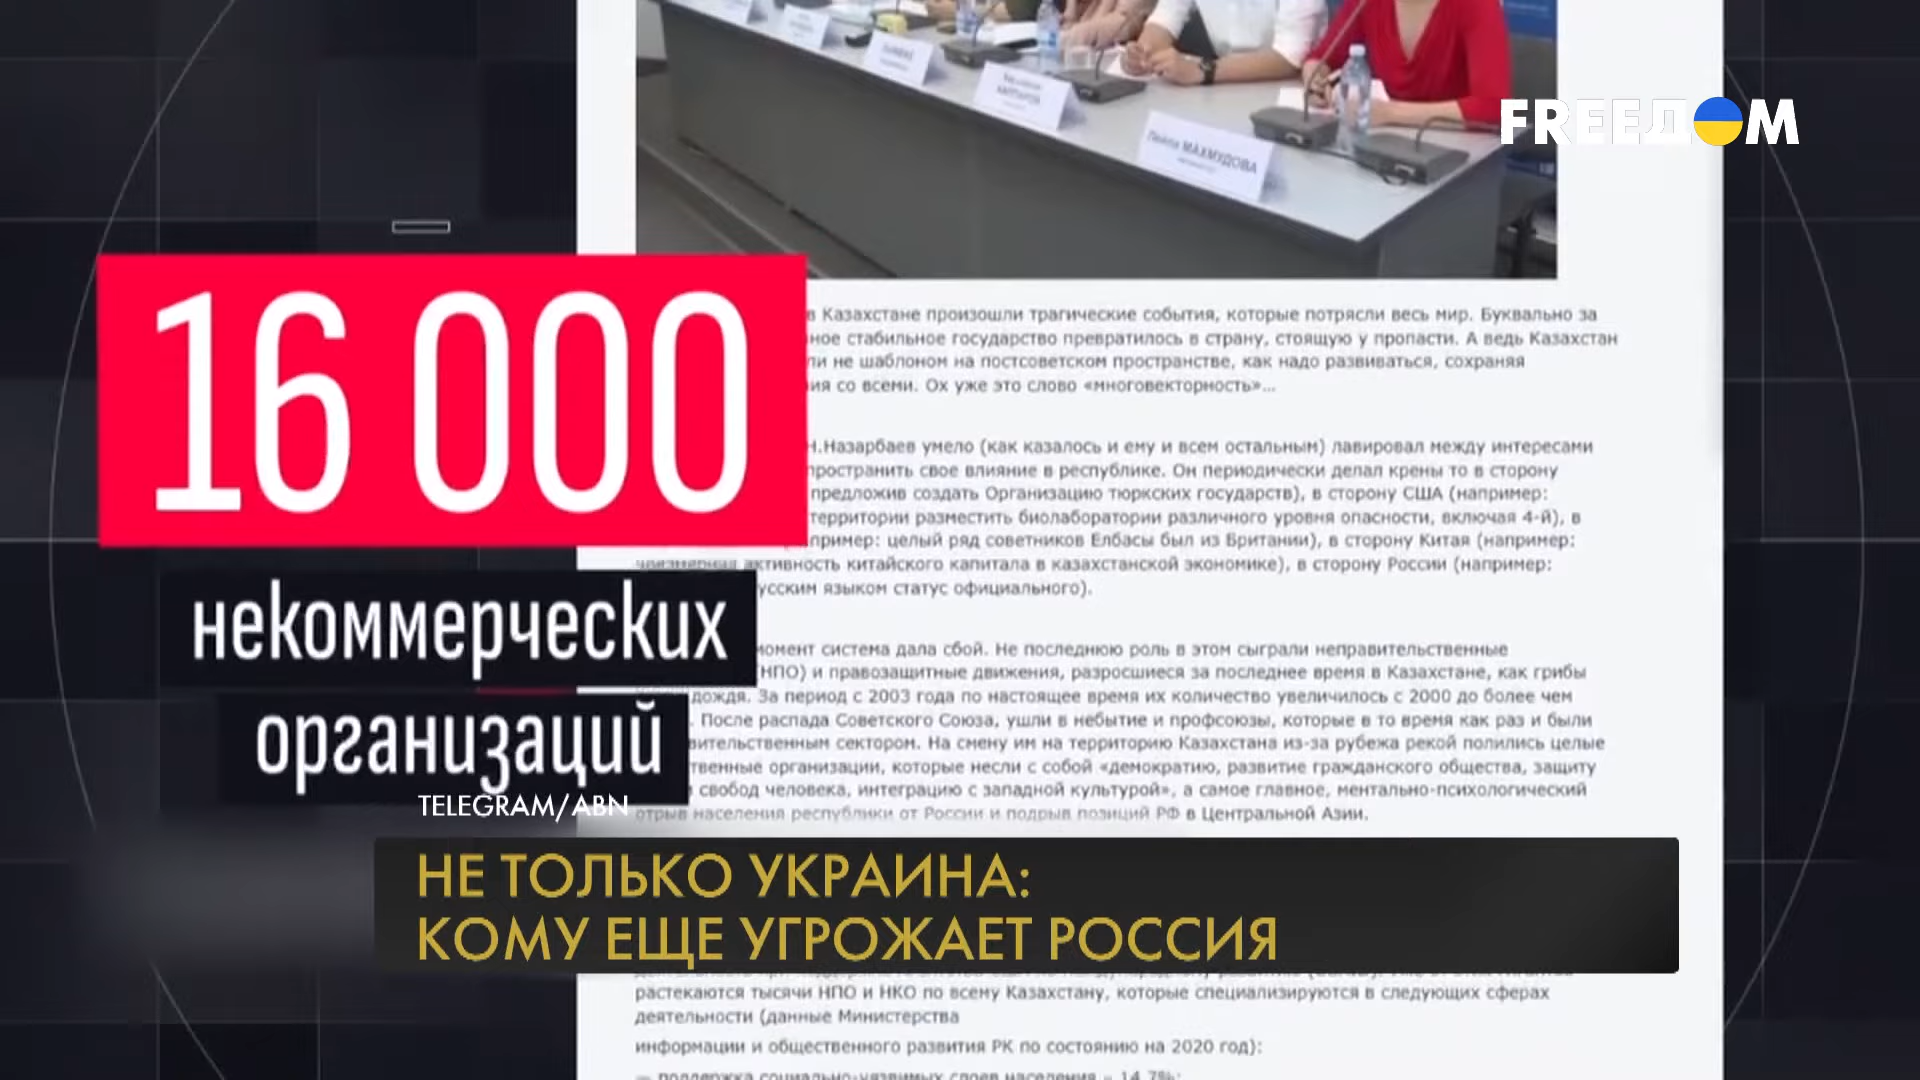 Лейла МАХМУДОВА
FREEДOM
16 000
некоммерческих
организаций
TELEGRAM/ABN
в Казахстане произошли трагические события, которые потрясли весь мир. Буквально за
стабильное государство превратилось в страну, стоящую у пропасти. А ведь Казахстан
не шаблоном на постсоветском пространстве, как надо развиваться, сохраняя
со всеми. Ох уже это слово «многовекторность»...
Н.Назарбаев умело (как казалось и ему и всем остальным) лавировал между интересами
свое влияние в республике. Он периодически делал крены то в сторону
предложив создать Организацию тюркских государств), в сторону США (например:
территории разместить биолаборатории различного уровня опасности, включая 4-й), в
целый ряд советников Елбасы был из Британии), в сторону Китая (например:
чрезмерная активность китайского капитала в казахстанской экономике), в сторону России (например:
языком статус официального).
система дала сбой. Не последнюю роль в этом сыграли неправительственные
(НПО) и правозащитные движения, разросшиеся за последнее время в Казахстане, как грибы
дождя. За период с 2003 года по настоящее время их количество увеличилось с 2000 до более чем
. После распада Советского Союза, ушли в небытие и профсоюзы, которые в то время как раз и были
сектором. На смену им на территорию Казахстана из-за рубежа рекой полились целые
организации, которые несли с собой «демократию, развитие гражданского общества, защиту
свобод человека, интеграцию с западной культурой», а самое главное, ментально-психологический
отрыв населения республики от России и подрыв позиций РФ в Центральной Азии.
НЕ ТОЛЬКО УКРАИНА:
КОМУ ЕЩЕ УГРОЖАЕТ РОССИЯ
растекаются тысячи НПО и НКО по всему Казахстану, которые специализируются в следующих сферах
деятельности (данные Министерства
информации и общественного развития РК по состоянию на 2020 год):
— поддержка социально-уязвимых слоев населения – 14,7%;